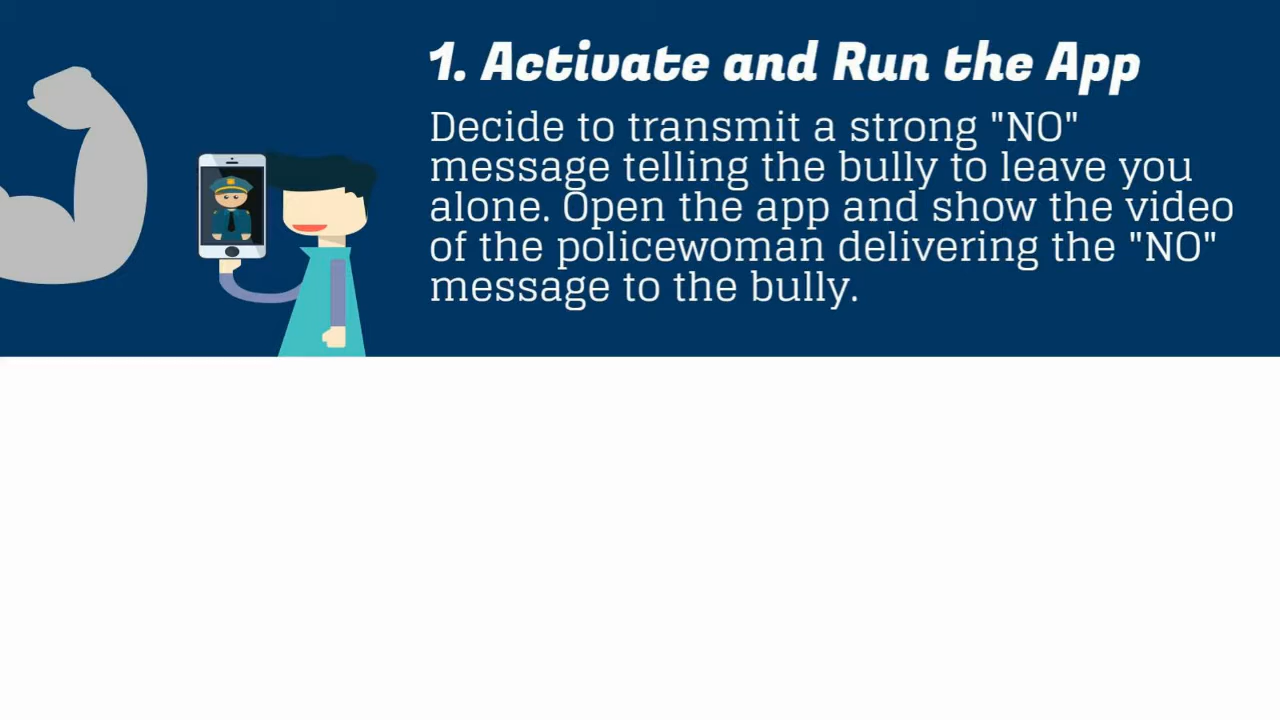 1. Activate and Run the App
Decide to transmit a strong "NO"
message telling the bully to leave you
alone. Open the app and show the video
of the policewoman delivering the "NO"
message to the bully.